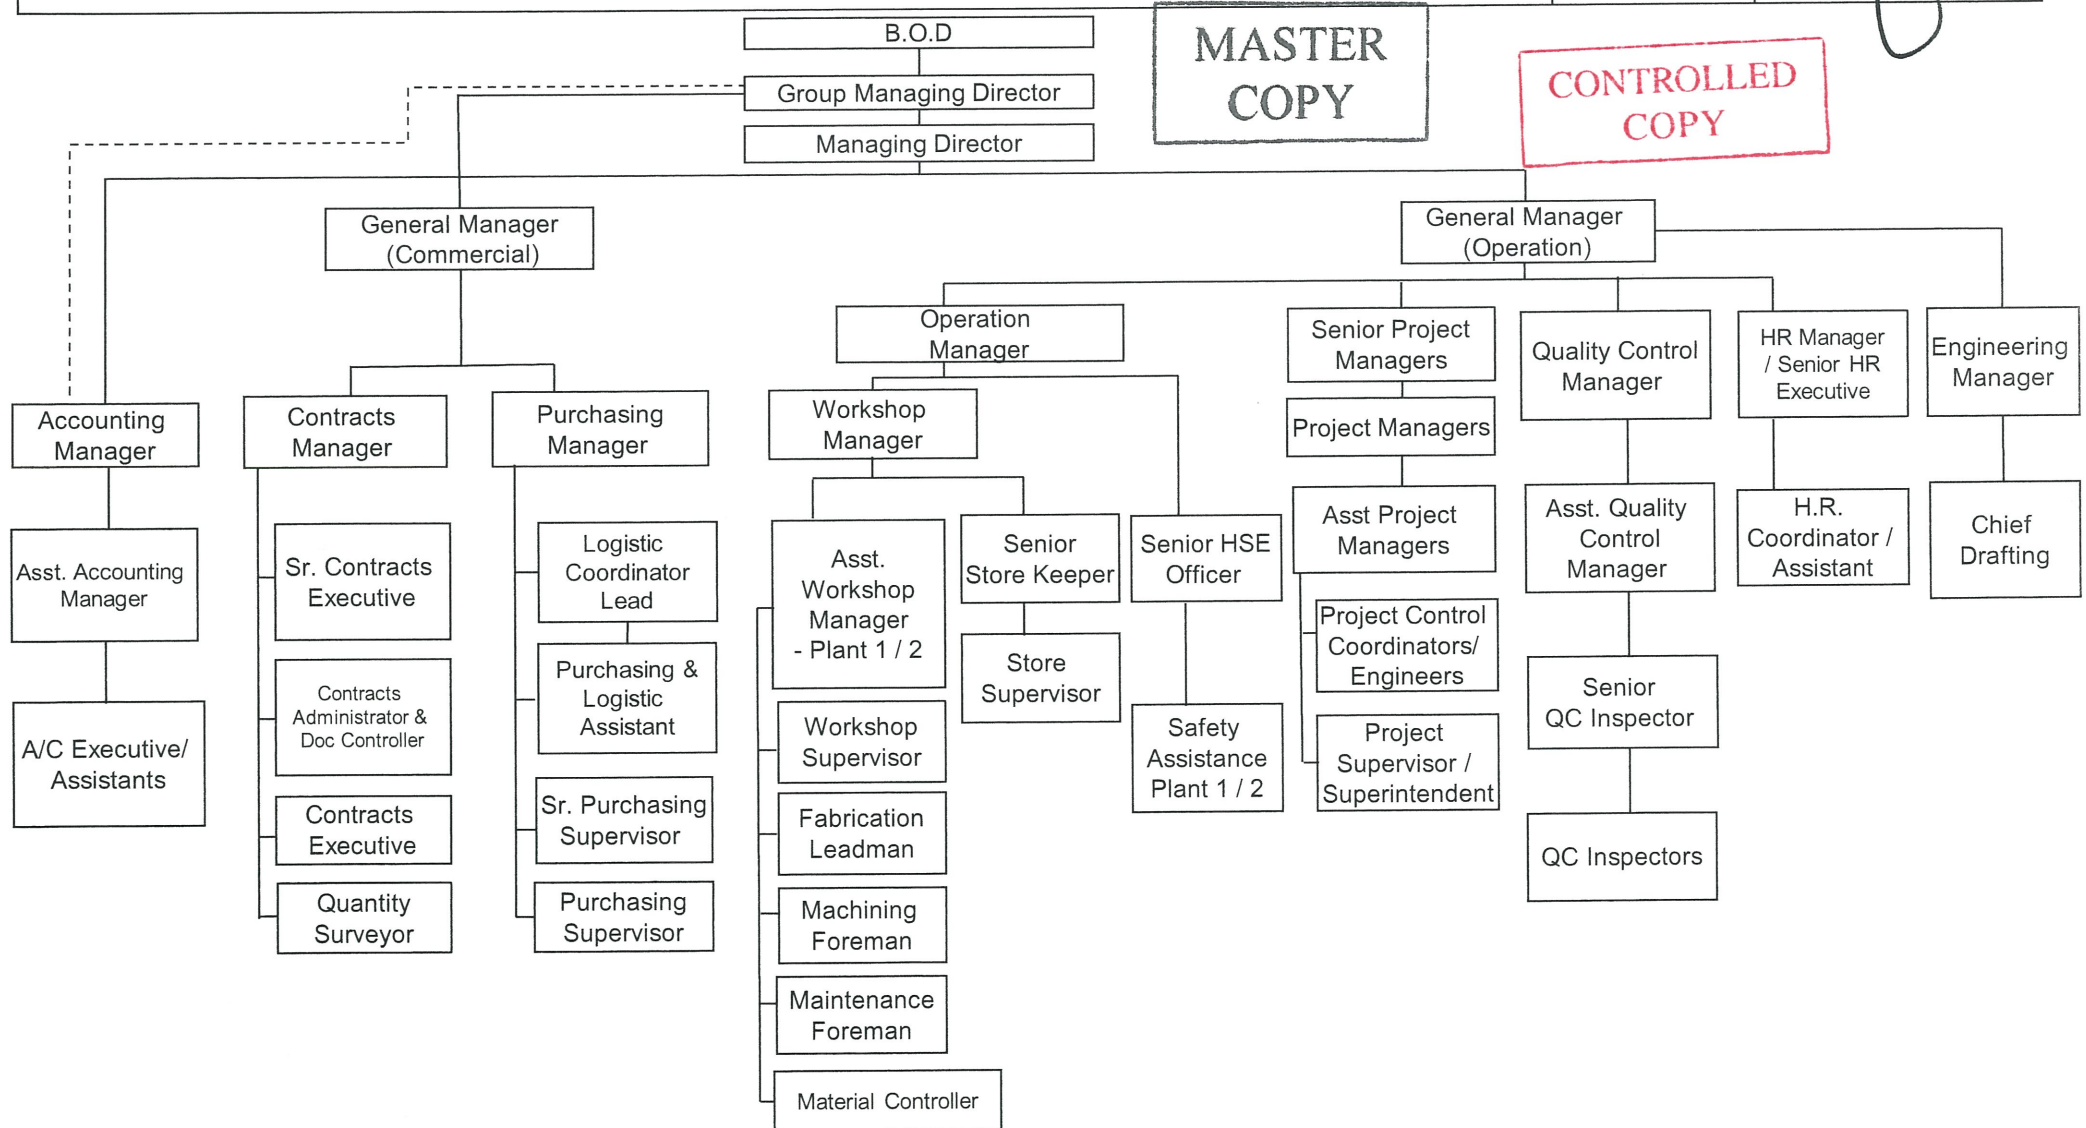 B.O.D
MASTER
COPY
CONTROLLED
COPY
Group Managing Director
Managing Director
General Manager
(Commercial)
General Manager
(Operation)
Accounting
Manager
Asst. Accounting
Manager
A/C Executive/
Assistants
Contracts
Manager
Sr. Contracts
Executive
Contracts
Administrator &
Doc Controller
Contracts
Executive
Quantity
Surveyor
Purchasing
Manager
Logistic
Coordinator
Lead
Purchasing &
Logistic
Assistant
Sr. Purchasing
Supervisor
Purchasing
Supervisor
Operation
Manager
Workshop
Manager
Asst.
Workshop
Manager
- Plant 1 / 2
Workshop
Supervisor
Fabrication
Leadman
Machining
Foreman
Maintenance
Foreman
Material Controller
Senior
Store Keeper
Store
Supervisor
Senior HSE
Officer
Safety
Assistance
Plant 1 / 2
Senior Project
Managers
Project Managers
Asst Project
Managers
Project Control
Coordinators/
Engineers
Project
Supervisor /
Superintendent
Quality Control
Manager
Asst. Quality
Control
Manager
Senior
QC Inspector
QC Inspectors
HR Manager
/ Senior HR
Executive
H.R.
Coordinator /
Assistant
Engineering
Manager
Chief
Drafting